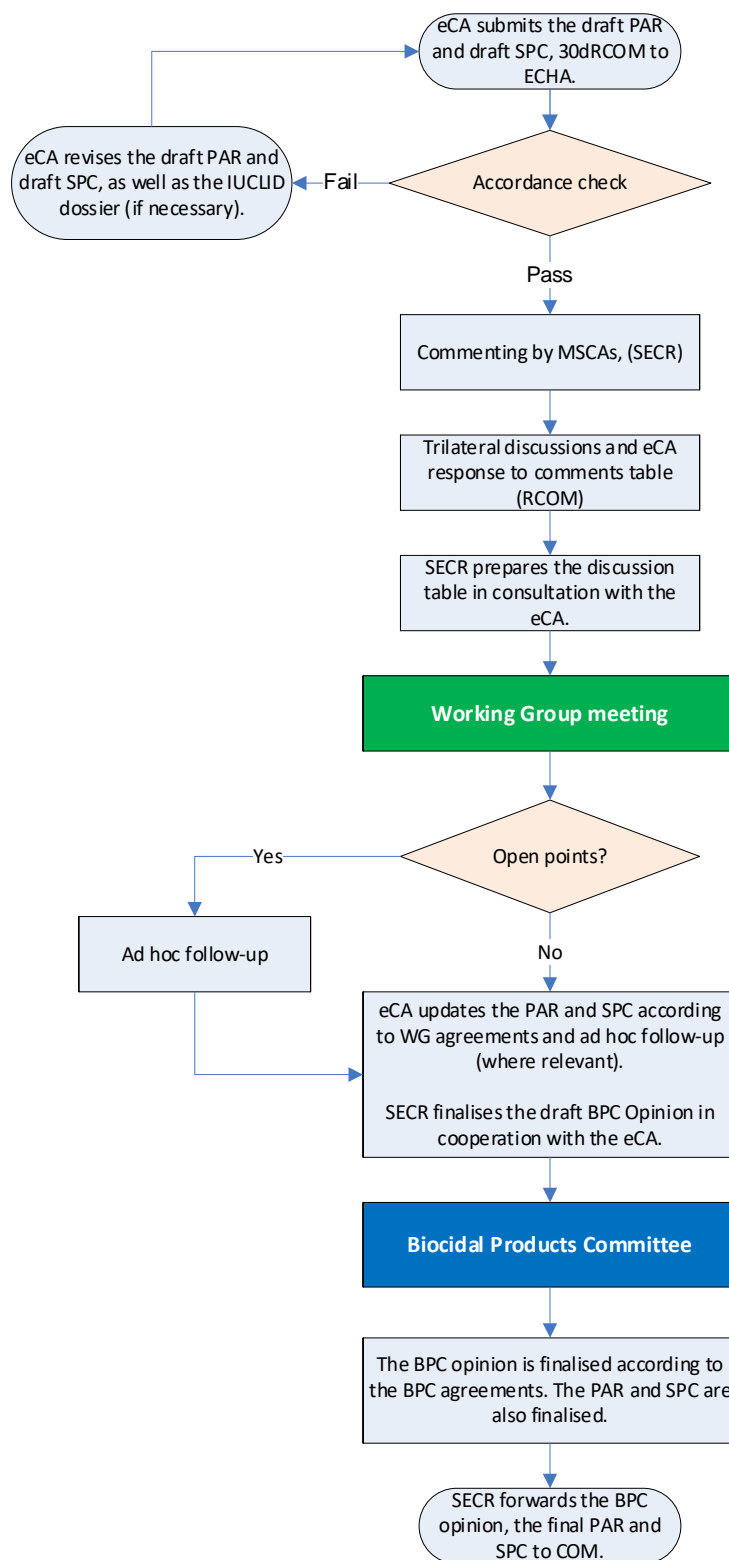 eCA submits the draft PAR
and draft SPC, 30dRCOM to
ECHA.
eCA revises the draft PAR and
draft SPC, as well as the IUCLID
dossier (if necessary).
Fail
Accordance check
Pass
Commenting by MSCAs, (SECR)
Trilateral discussions and eCA
response to comments table
(RCOM)
SECR prepares the discussion
table in consultation with the
eCA.
Working Group meeting
Yes
Open points?
Ad hoc follow-up
No
eCA updates the PAR and SPC according
to WG agreements and ad hoc follow-up
(where relevant).
SECR finalises the draft BPC Opinion in
cooperation with the eCA.
Biocidal Products Committee
The BPC opinion is finalised according to
the BPC agreements. The PAR and SPC are
also finalised.
SECR forwards the BPC
opinion, the final PAR and
SPC to COM.